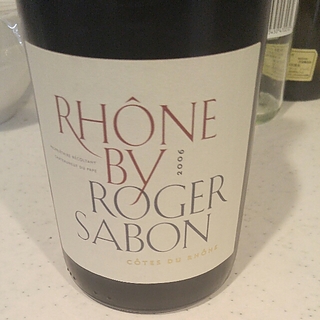 RHÔNE
BY
2006
ROGER
SABON
CÔTES DU RHÔNE